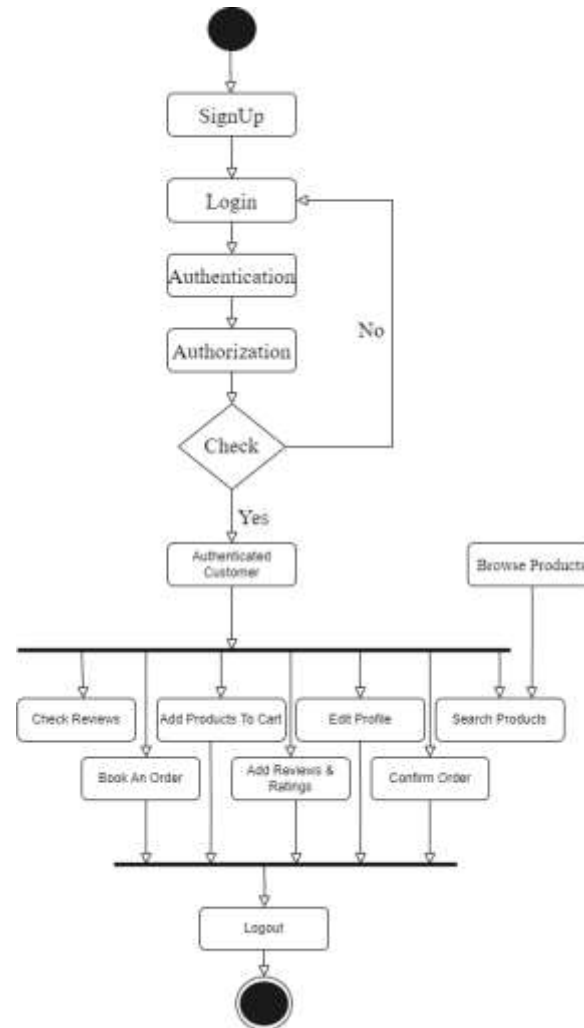 SignUp
Login
Authentication
Authorization
No
Check
Yes
Authenticated
Customer
Browse Products
Check Reviews
Add Products To Cart
Edit Profile
Search Products
Book An Order
Add Reviews &
Ratings
Confirm Order
Logout